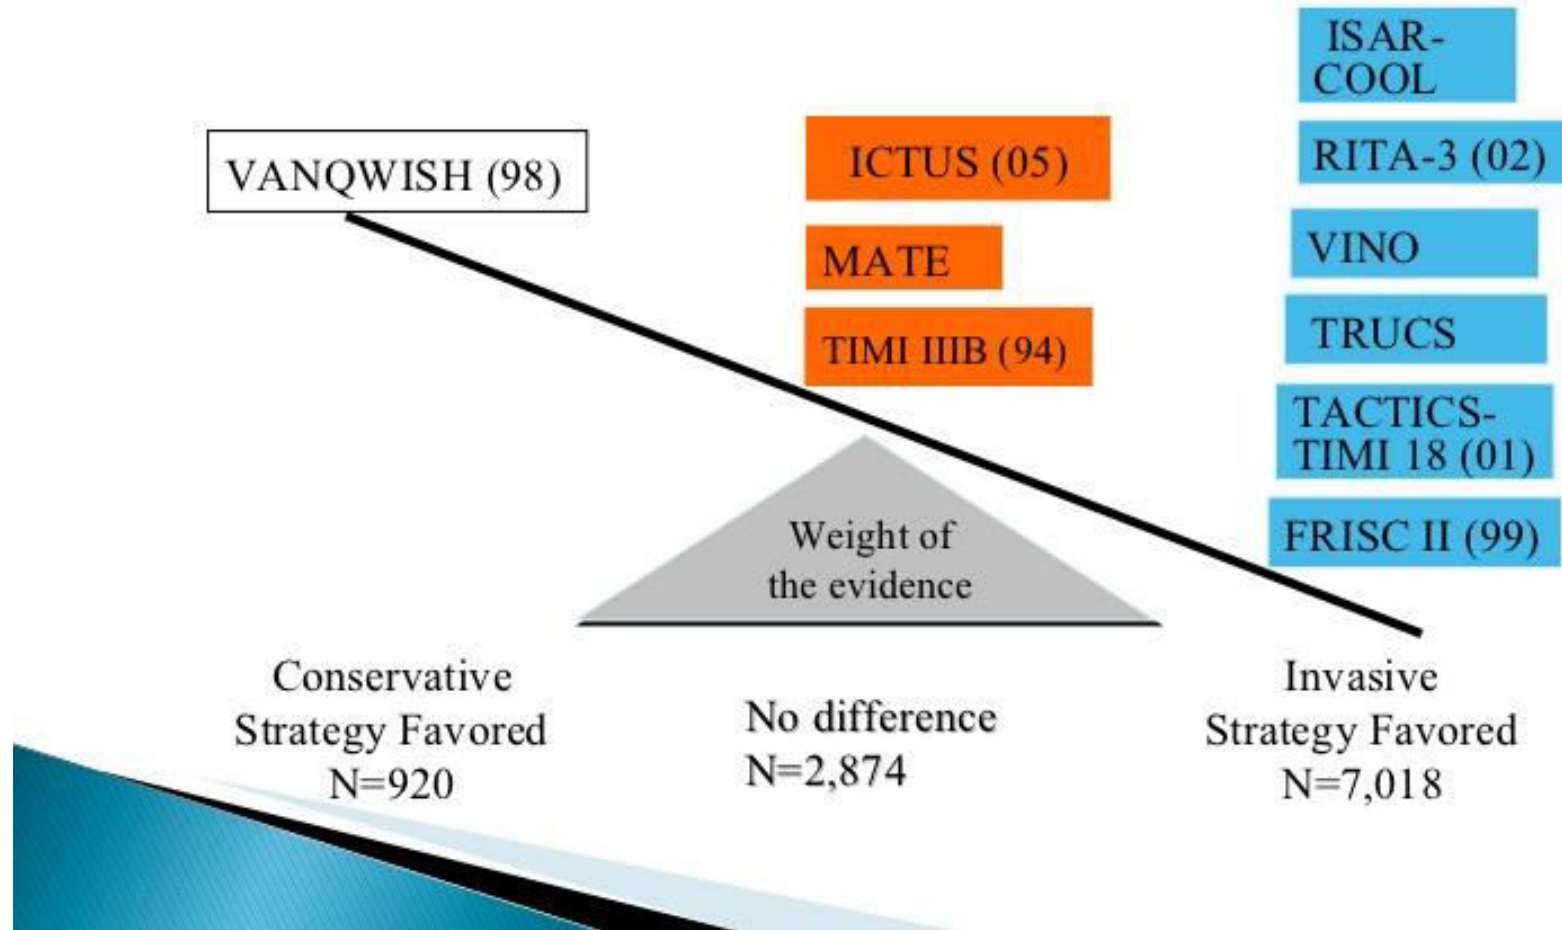 VANQWISH (98)
ICTUS (05)
MATE
TIMI IIIB (94)
ISAR-
COOL
RITA-3 (02)
VINO
TRUCS
TACTICS-
TIMI 18 (01)
FRISC II (99)
Weight of
the evidence
Conservative
Strategy Favored
N=920
No difference
N=2,874
Invasive
Strategy Favored
N=7,018